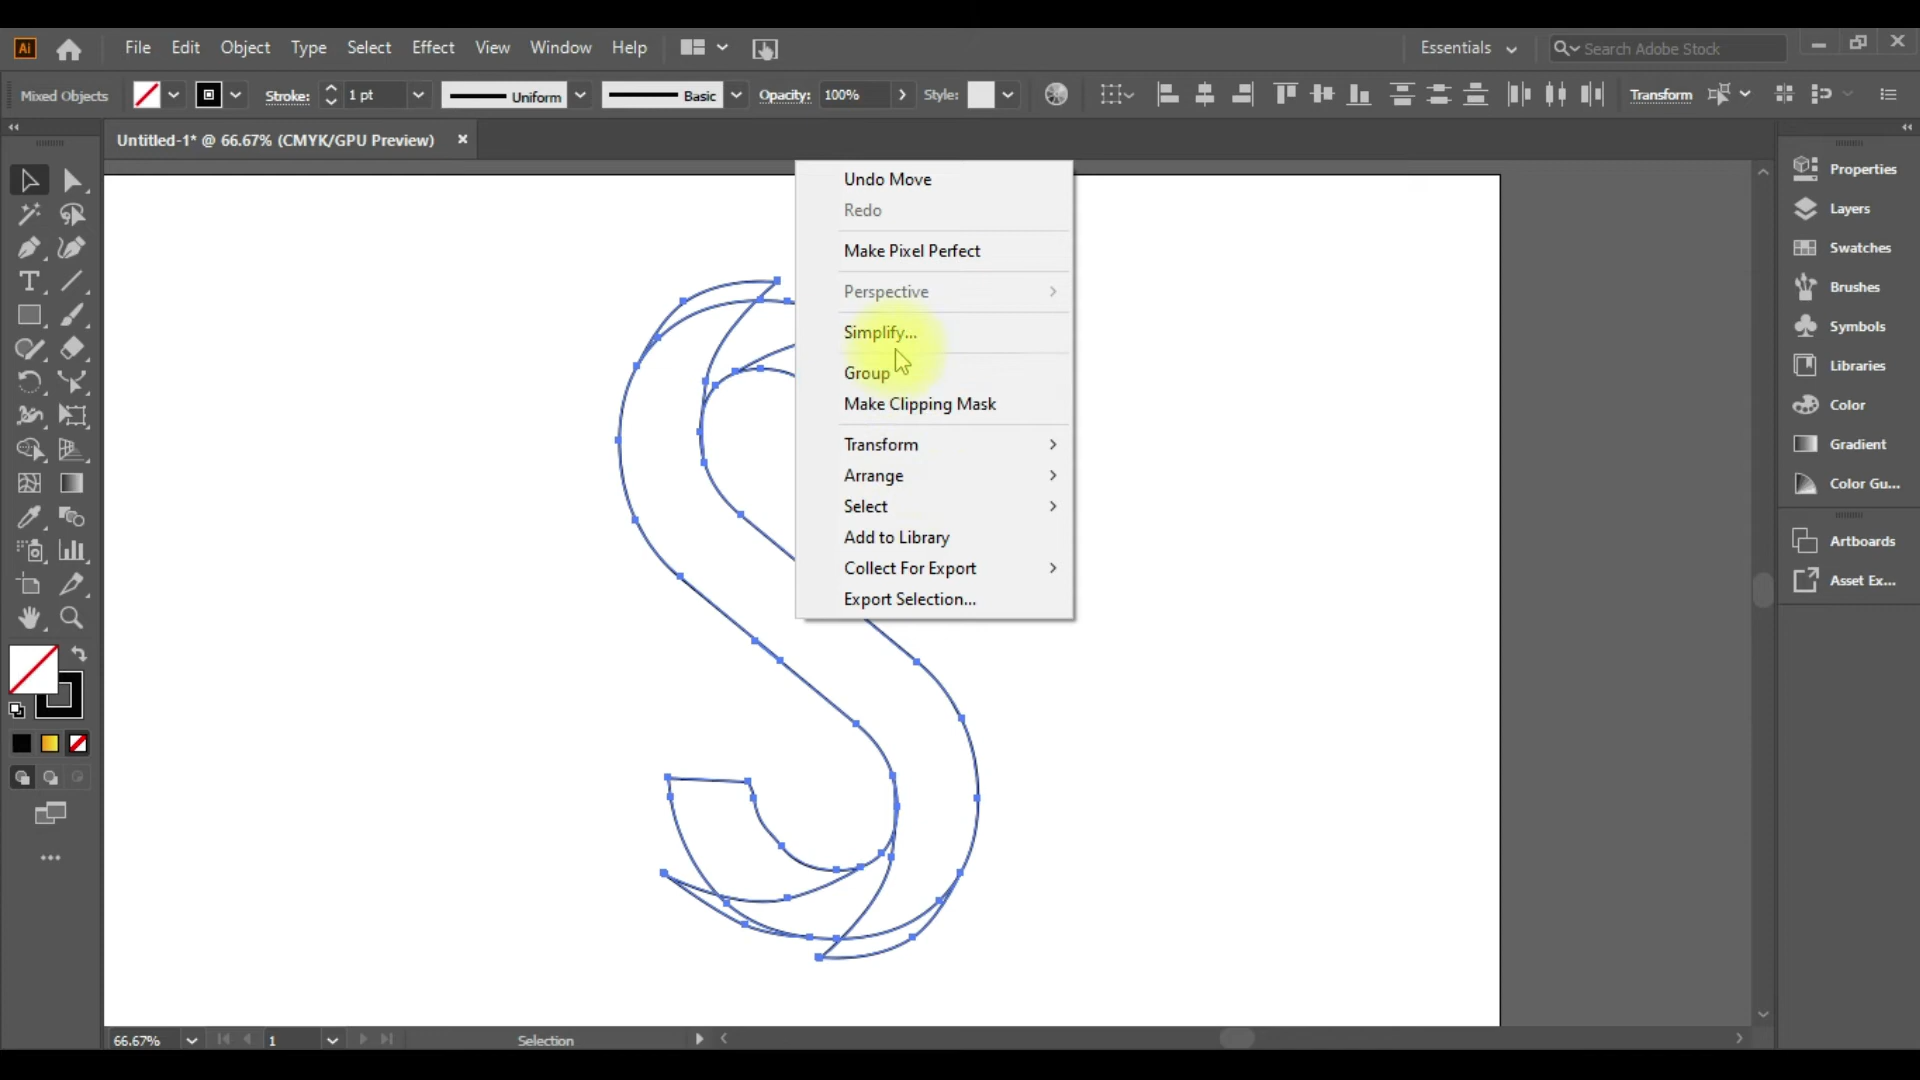 Ai File Edit Object Type Select Effect View Window Help Essentials Search Adobe Stock
Mixed Objects Stroke: 1 pt Uniform Basic Opacity: 100% Style: Transform
Untitled-1* @ 66.67% (CMYK/GPU Preview)
Undo Move
Redo
Make Pixel Perfect
Perspective
Simplify...
Group
Make Clipping Mask
Transform
Arrange
Select
Add to Library
Collect For Export
Export Selection...
Properties
Layers
Swatches
Brushes
Symbols
Libraries
Color
Gradient
Color Gu...
Artboards
Asset Ex...
66.67% 1 Selection